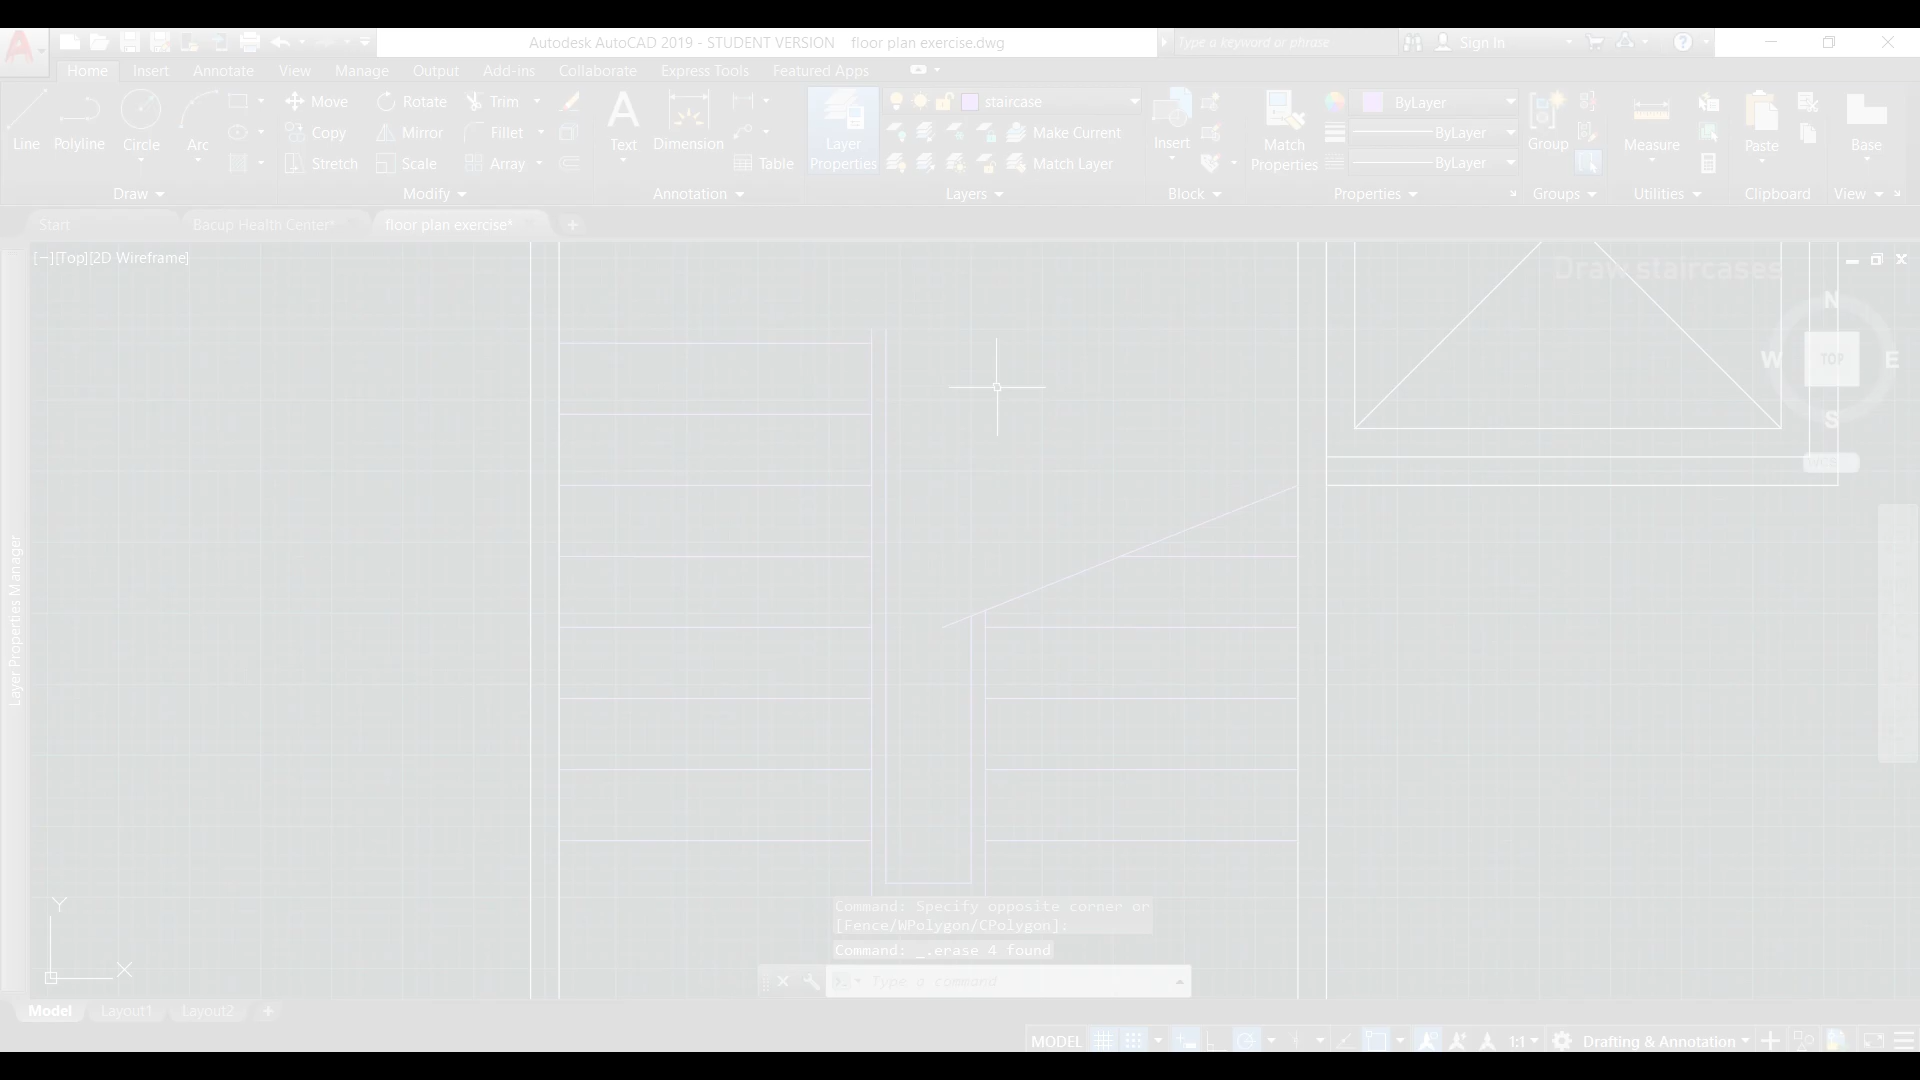 Autodesk AutoCAD 2019 - STUDENT VERSION floor plan exercise.dwg
Type a keyword or phrase
Sign In
Home Insert Annotate View Manage Output Add-ins Collaborate Express Tools Featured Apps
Line Polyline Circle Arc
Move Rotate Trim
Copy Mirror Fillet
Stretch Scale Array
Text Dimension Table
Layer Properties
staircase
Make Current
Match Layer
Insert
Match Properties
ByLayer
ByLayer
ByLayer
Group
Measure
Paste
Base
Draw Modify Annotation Layers Block Properties Groups Utilities Clipboard View
Start Bacup Health Center* floor plan exercise*
[−][Top][2D Wireframe]
Draw staircases
N
W TOP E
S
Layer Properties Manager
Y
X
Command: Specify opposite corner or
[Fence/WPolygon/CPolygon]:
Command: _.erase 4 found
Type a command
Model Layout1 Layout2
MODEL 1:1 Drafting & Annotation